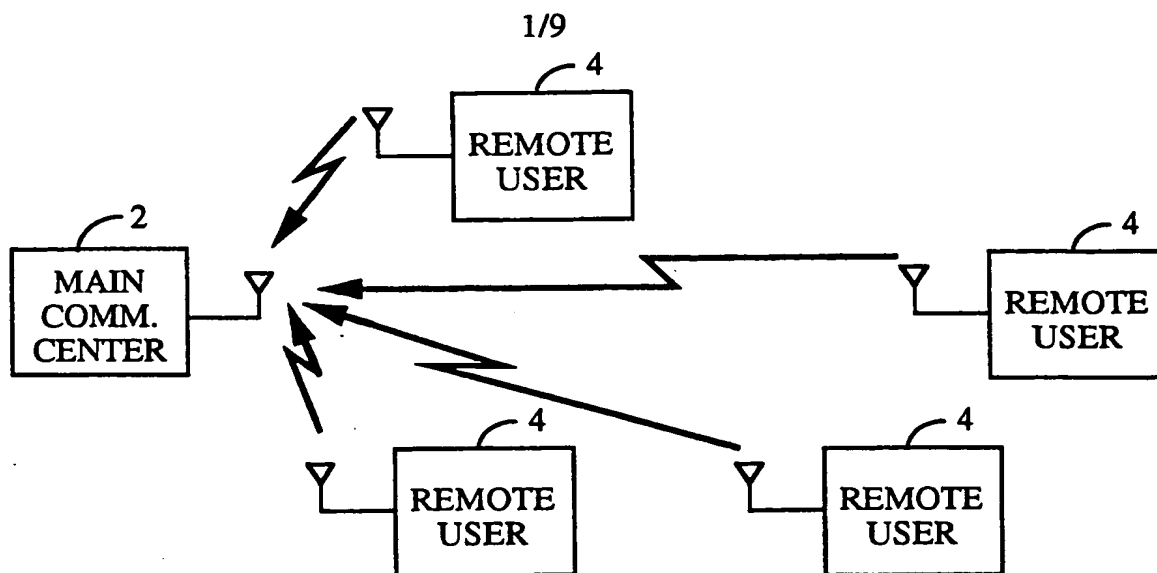 1/9
4
REMOTE
USER
2
MAIN
COMM.
CENTER
4
REMOTE
USER
4
REMOTE
USER
4
REMOTE
USER